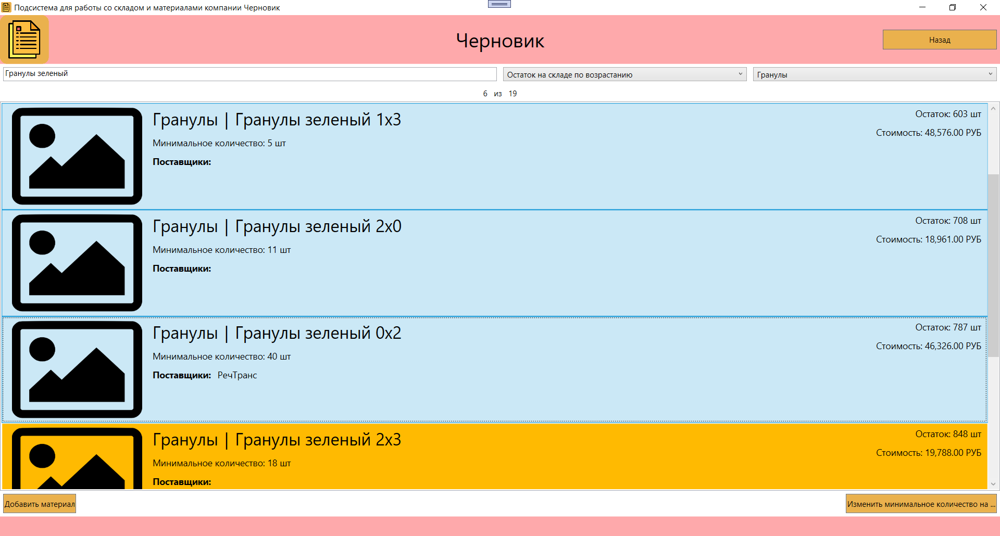 Подсистема для работы со складом и материалами компании Черновик
Черновик
Назад
Гранулы зеленый
Остаток на складе по возрастанию
Гранулы
6 из 19
Гранулы | Гранулы зеленый 1x3
Остаток: 603 шт
Минимальное количество: 5 шт
Стоимость: 48,576.00 РУБ
Поставщики:
Гранулы | Гранулы зеленый 2x0
Остаток: 708 шт
Минимальное количество: 11 шт
Стоимость: 18,961.00 РУБ
Поставщики:
Гранулы | Гранулы зеленый 0x2
Остаток: 787 шт
Минимальное количество: 40 шт
Стоимость: 46,326.00 РУБ
Поставщики: РечТранс
Гранулы | Гранулы зеленый 2x3
Остаток: 848 шт
Минимальное количество: 18 шт
Стоимость: 19,788.00 РУБ
Поставщики:
Добавить материал
Изменить минимальное количество на ...